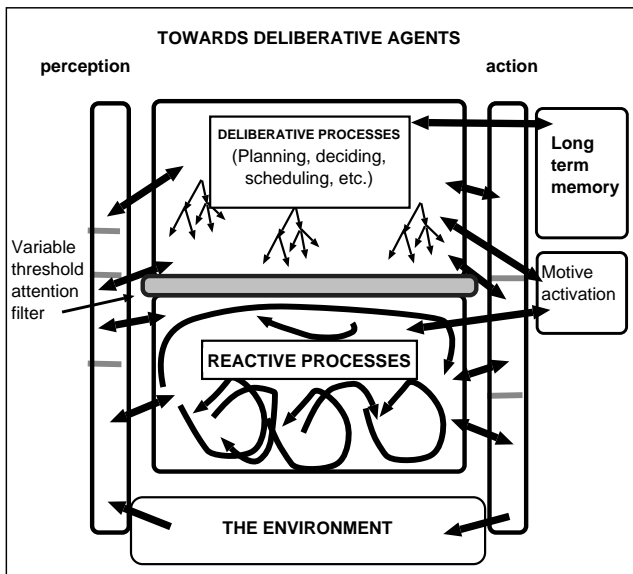 TOWARDS DELIBERATIVE AGENTS
perception
action
DELIBERATIVE PROCESSES
(Planning, deciding,
scheduling, etc.)
Long
term
memory
Variable
threshold
attention
filter
Motive
activation
REACTIVE PROCESSES
THE ENVIRONMENT